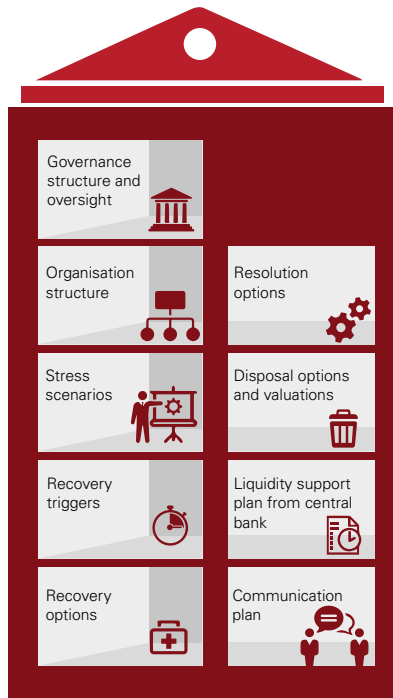 Governance
structure and
oversight
Organisation
structure
Stress
scenarios
Recovery
triggers
Recovery
options
Resolution
options
Disposal options
and valuations
Liquidity support
plan from central
bank
Communication
plan